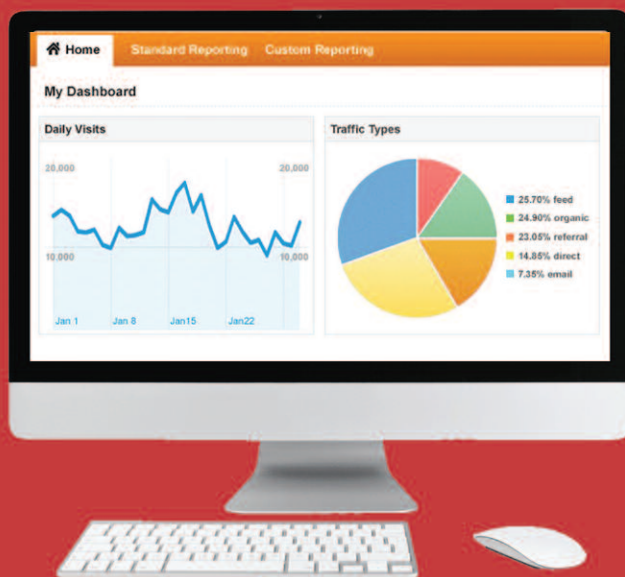 Home Standard Reporting Custom Reporting
My Dashboard
Daily Visits
20,000 20,000
10,000 10,000
Jan 1 Jan 8 Jan15 Jan22
Traffic Types
25.70% feed
24.90% organic
23.05% referral
14.85% direct
7.35% email